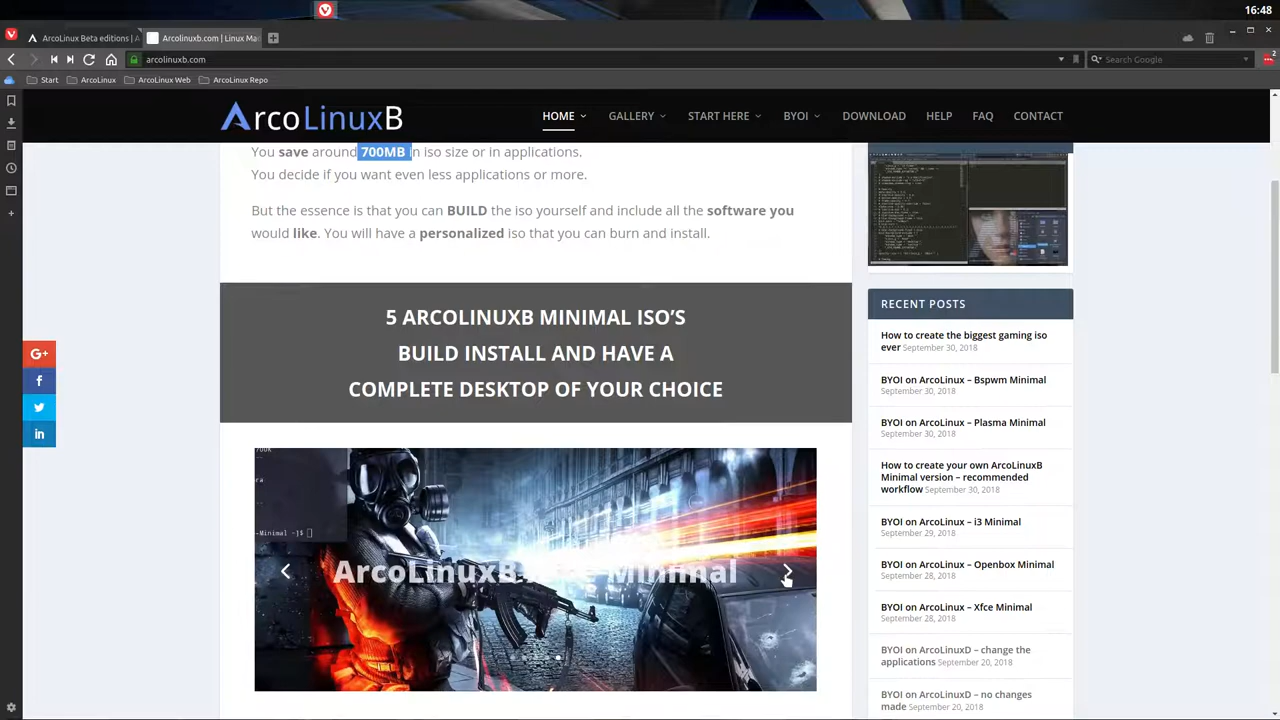 16:48
ArcoLinux Beta editions | A
Arcolinuxb.com | Linux Ma
arcolinuxb.com
Search Google
2
Start
ArcoLinux
ArcoLinux Web
ArcoLinux Repo
ArcoLinuxB
HOME
GALLERY
START HERE
BYOI
DOWNLOAD
HELP
FAQ
CONTACT
You save around 700MB in iso size or in applications.
You decide if you want even less applications or more.
But the essence is that you can BUILD the iso yourself and include all the software you
would like. You will have a personalized iso that you can burn and install.
5 ARCOLINUXB MINIMAL ISO'S
BUILD INSTALL AND HAVE A
COMPLETE DESKTOP OF YOUR CHOICE
-Minimal ~]$
ArcoLinuxB Minimal
G+
f
in
RECENT POSTS
How to create the biggest gaming iso
ever September 30, 2018
BYOI on ArcoLinux – Bspwm Minimal
September 30, 2018
BYOI on ArcoLinux – Plasma Minimal
September 30, 2018
How to create your own ArcoLinuxB
Minimal version – recommended
workflow September 30, 2018
BYOI on ArcoLinux – i3 Minimal
September 29, 2018
BYOI on ArcoLinux – Openbox Minimal
September 28, 2018
BYOI on ArcoLinux – Xfce Minimal
September 28, 2018
BYOI on ArcoLinuxD – change the
applications September 20, 2018
BYOI on ArcoLinuxD – no changes
made September 20, 2018